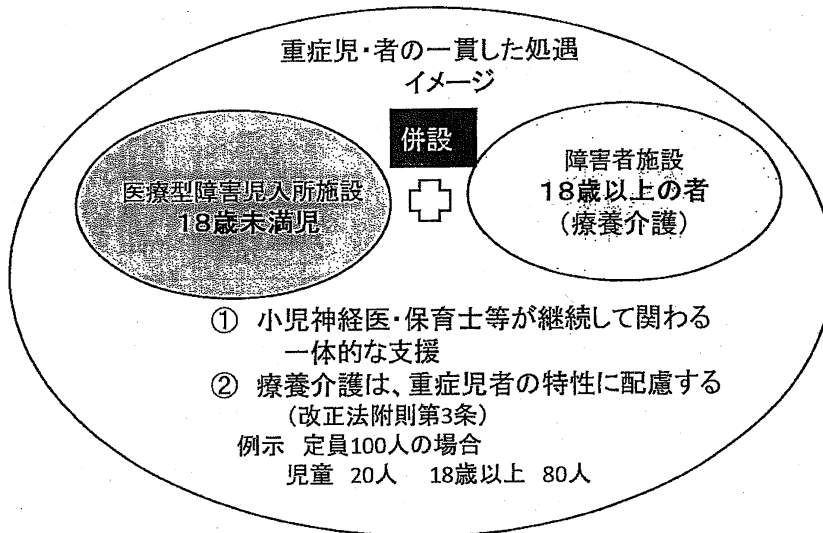 重症児・者の一貫した処遇
イメージ
併設
医療型障害児入所施設
18歳未満児
障害者施設
18歳以上の者
(療養介護)
① 小児神経医・保育士等が継続して関わる
一体的な支援
② 療養介護は、重症児者の特性に配慮する
(改正法附則第3条)
例示 定員100人の場合
児童 20人 18歳以上 80人